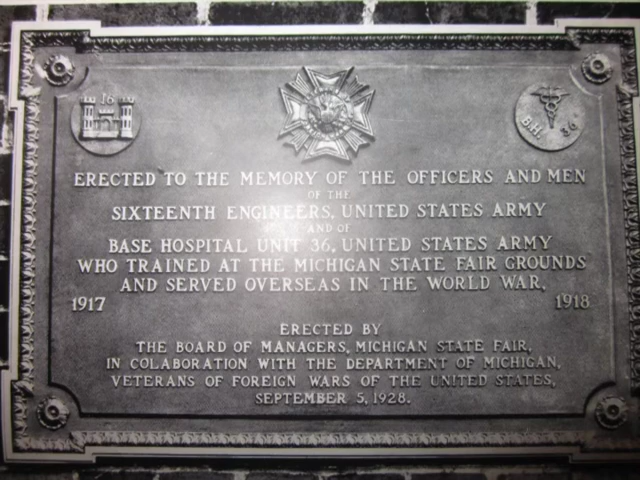 16
B.H. 36
ERECTED TO THE MEMORY OF THE OFFICERS AND MEN
OF THE
SIXTEENTH ENGINEERS, UNITED STATES ARMY
AND OF
BASE HOSPITAL UNIT 36, UNITED STATES ARMY
WHO TRAINED AT THE MICHIGAN STATE FAIR GROUNDS
AND SERVED OVERSEAS IN THE WORLD WAR,
1917 1918
ERECTED BY
THE BOARD OF MANAGERS, MICHIGAN STATE FAIR,
IN COLABORATION WITH THE DEPARTMENT OF MICHIGAN,
VETERANS OF FOREIGN WARS OF THE UNITED STATES,
SEPTEMBER 5, 1928.